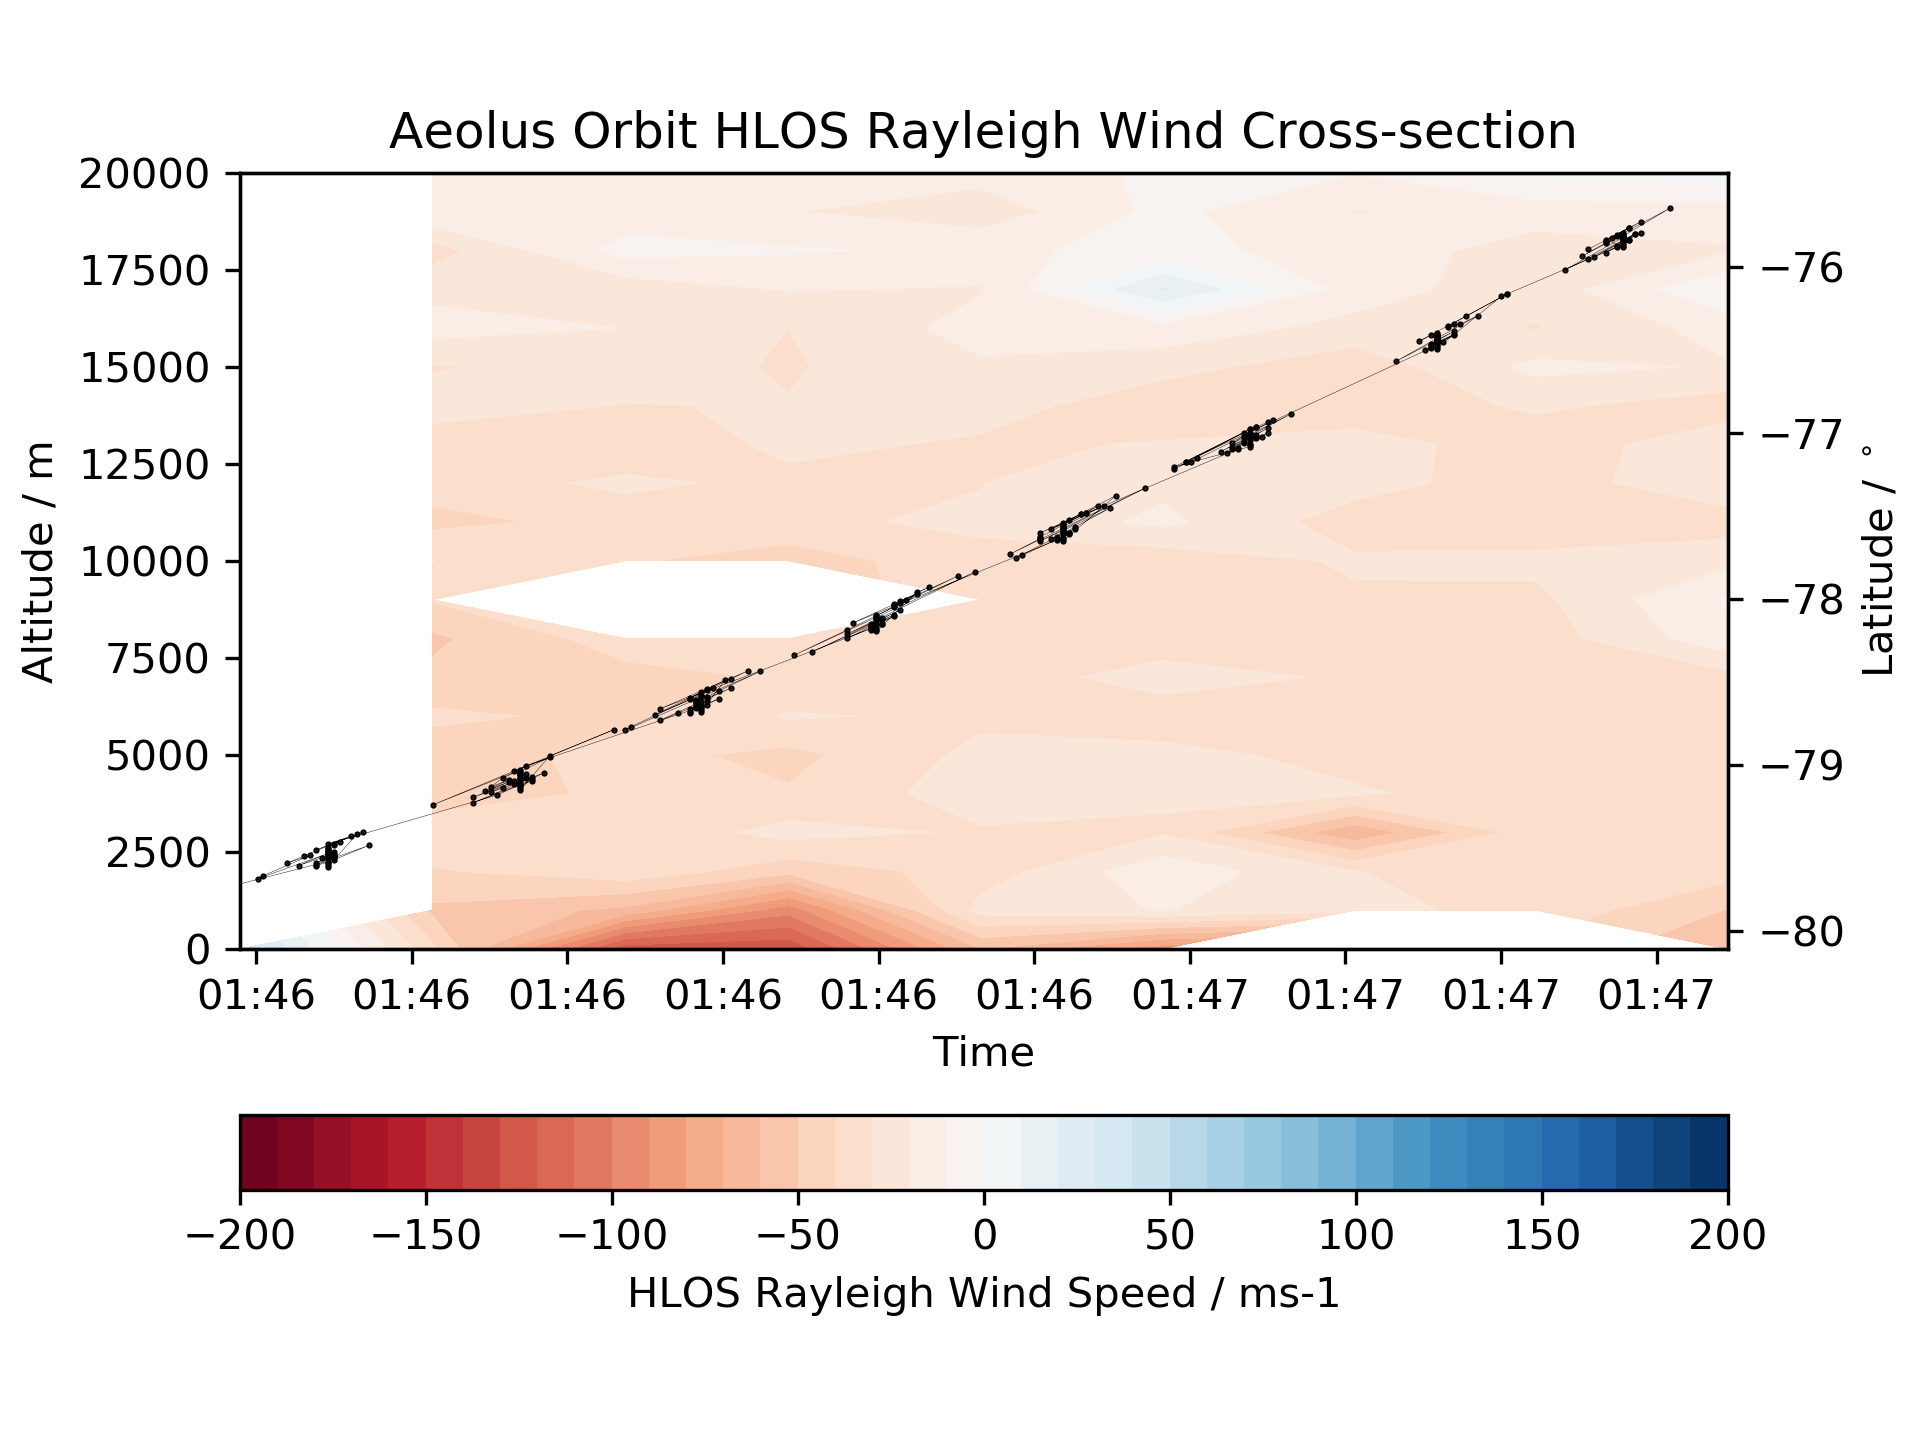 Aeolus Orbit HLOS Rayleigh Wind Cross-section
20000
17500
15000
12500
10000
7500
5000
2500
0
Altitude / m
−76
−77
−78
−79
−80
Latitude / °
01:46 01:46 01:46 01:46 01:46 01:46 01:47 01:47 01:47 01:47
Time
−200 −150 −100 −50 0 50 100 150 200
HLOS Rayleigh Wind Speed / ms-1